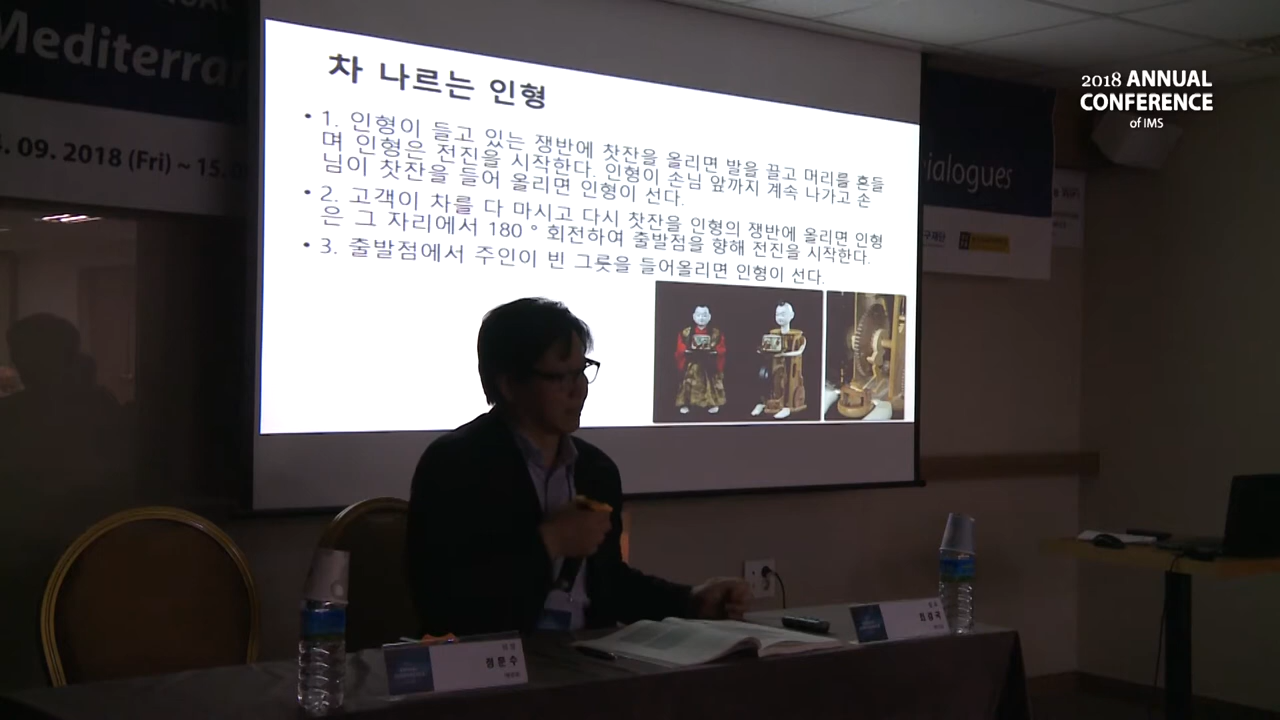 2018 ANNUAL
CONFERENCE
of IMS
Mediterra
09. 2018 (Fri) ~ 15.
ialogues
차 나르는 인형
• 1. 인형이 들고 있는 쟁반에 찻잔을 올리면 발을 끌고 머리를 흔들
며 인형은 전진을 시작한다. 인형이 손님 앞까지 계속 나가고 손
님이 찻잔을 들어 올리면 인형이 선다.
• 2. 고객이 차를 다 마시고 다시 찻잔을 인형의 쟁반에 올리면 인형
은 그 자리에서 180 ° 회전하여 출발점을 향해 전진을 시작한다.
• 3. 출발점에서 주인이 빈 그릇을 들어올리면 인형이 선다.
정문수